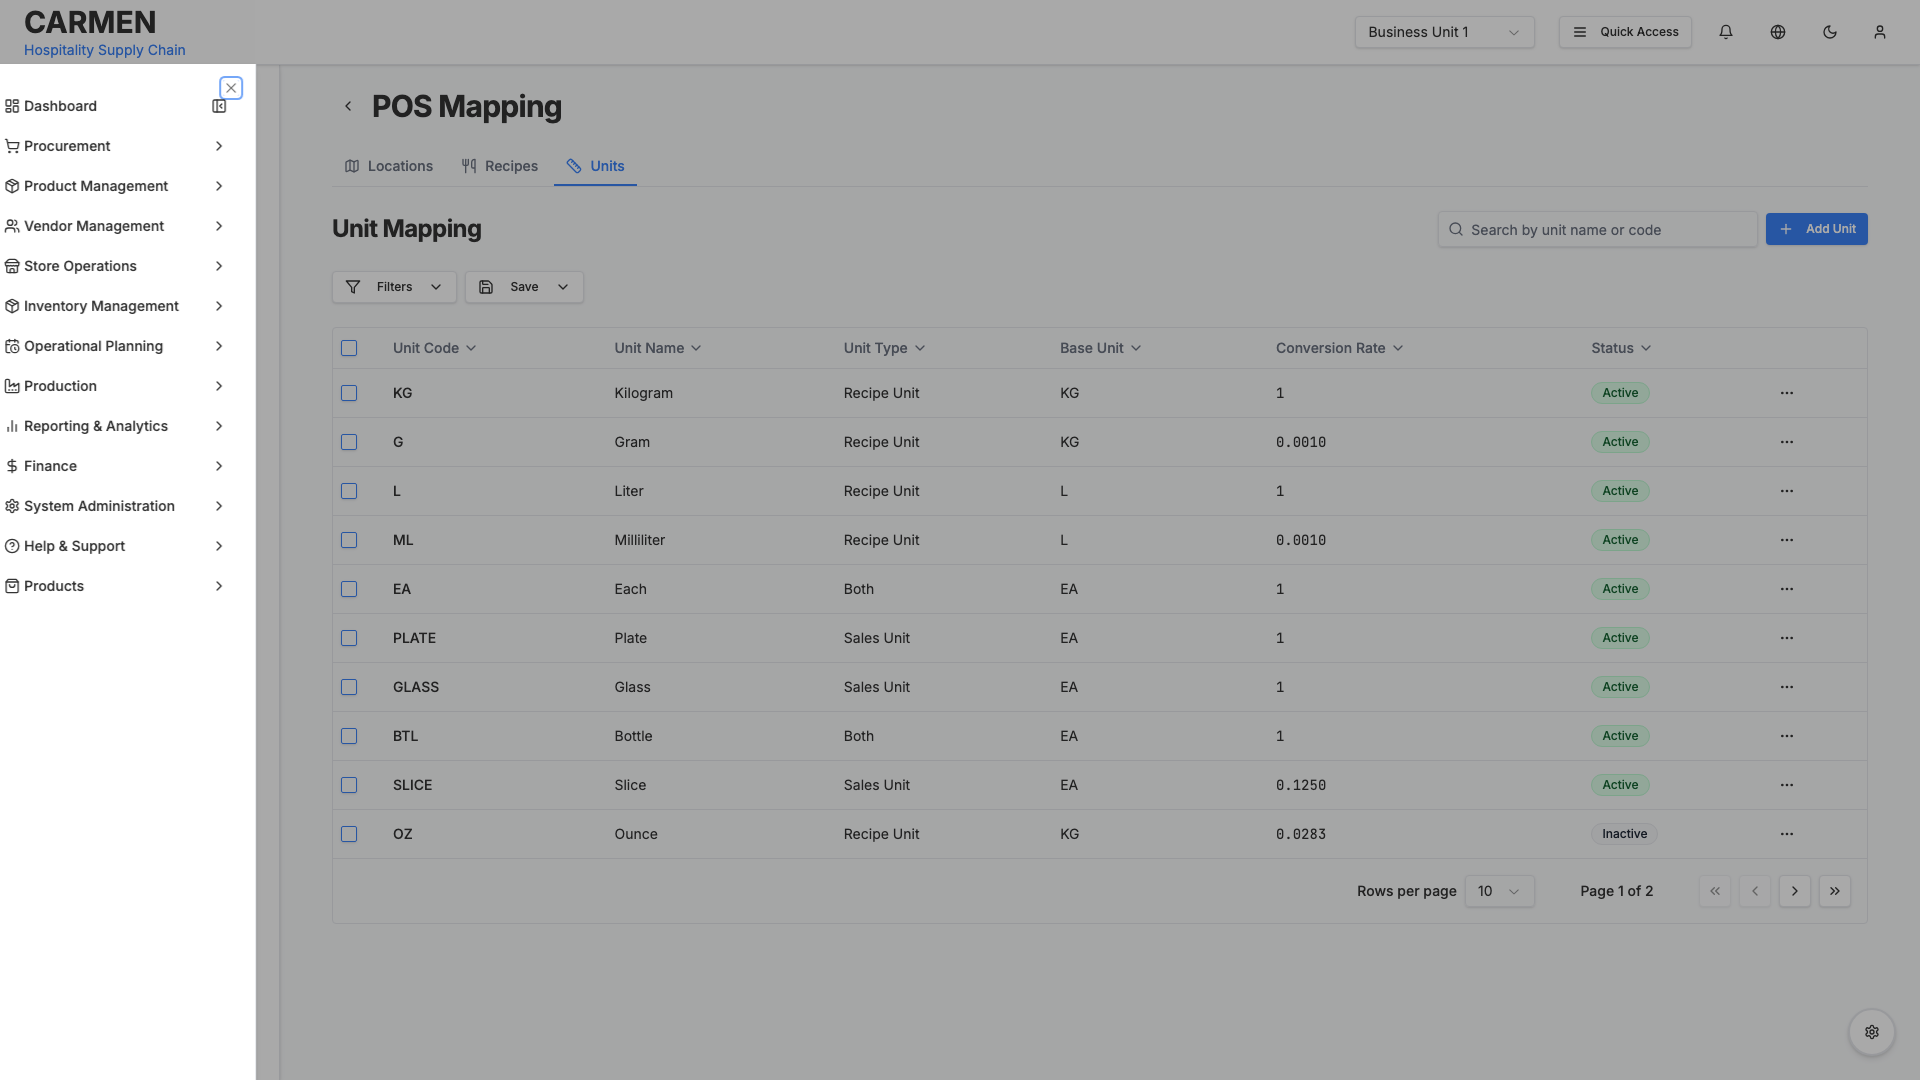 CARMEN
Hospitality Supply Chain
Business Unit 1
Quick Access
Dashboard
Procurement
Product Management
Vendor Management
Store Operations
Inventory Management
Operational Planning
Production
Reporting & Analytics
Finance
System Administration
Help & Support
Products
POS Mapping
Locations Recipes Units
Unit Mapping
Search by unit name or code
Add Unit
Filters Save
Unit Code Unit Name Unit Type Base Unit Conversion Rate Status
KG Kilogram Recipe Unit KG 1 Active
G Gram Recipe Unit KG 0.0010 Active
L Liter Recipe Unit L 1 Active
ML Milliliter Recipe Unit L 0.0010 Active
EA Each Both EA 1 Active
PLATE Plate Sales Unit EA 1 Active
GLASS Glass Sales Unit EA 1 Active
BTL Bottle Both EA 1 Active
SLICE Slice Sales Unit EA 0.1250 Active
OZ Ounce Recipe Unit KG 0.0283 Inactive
Rows per page 10 Page 1 of 2